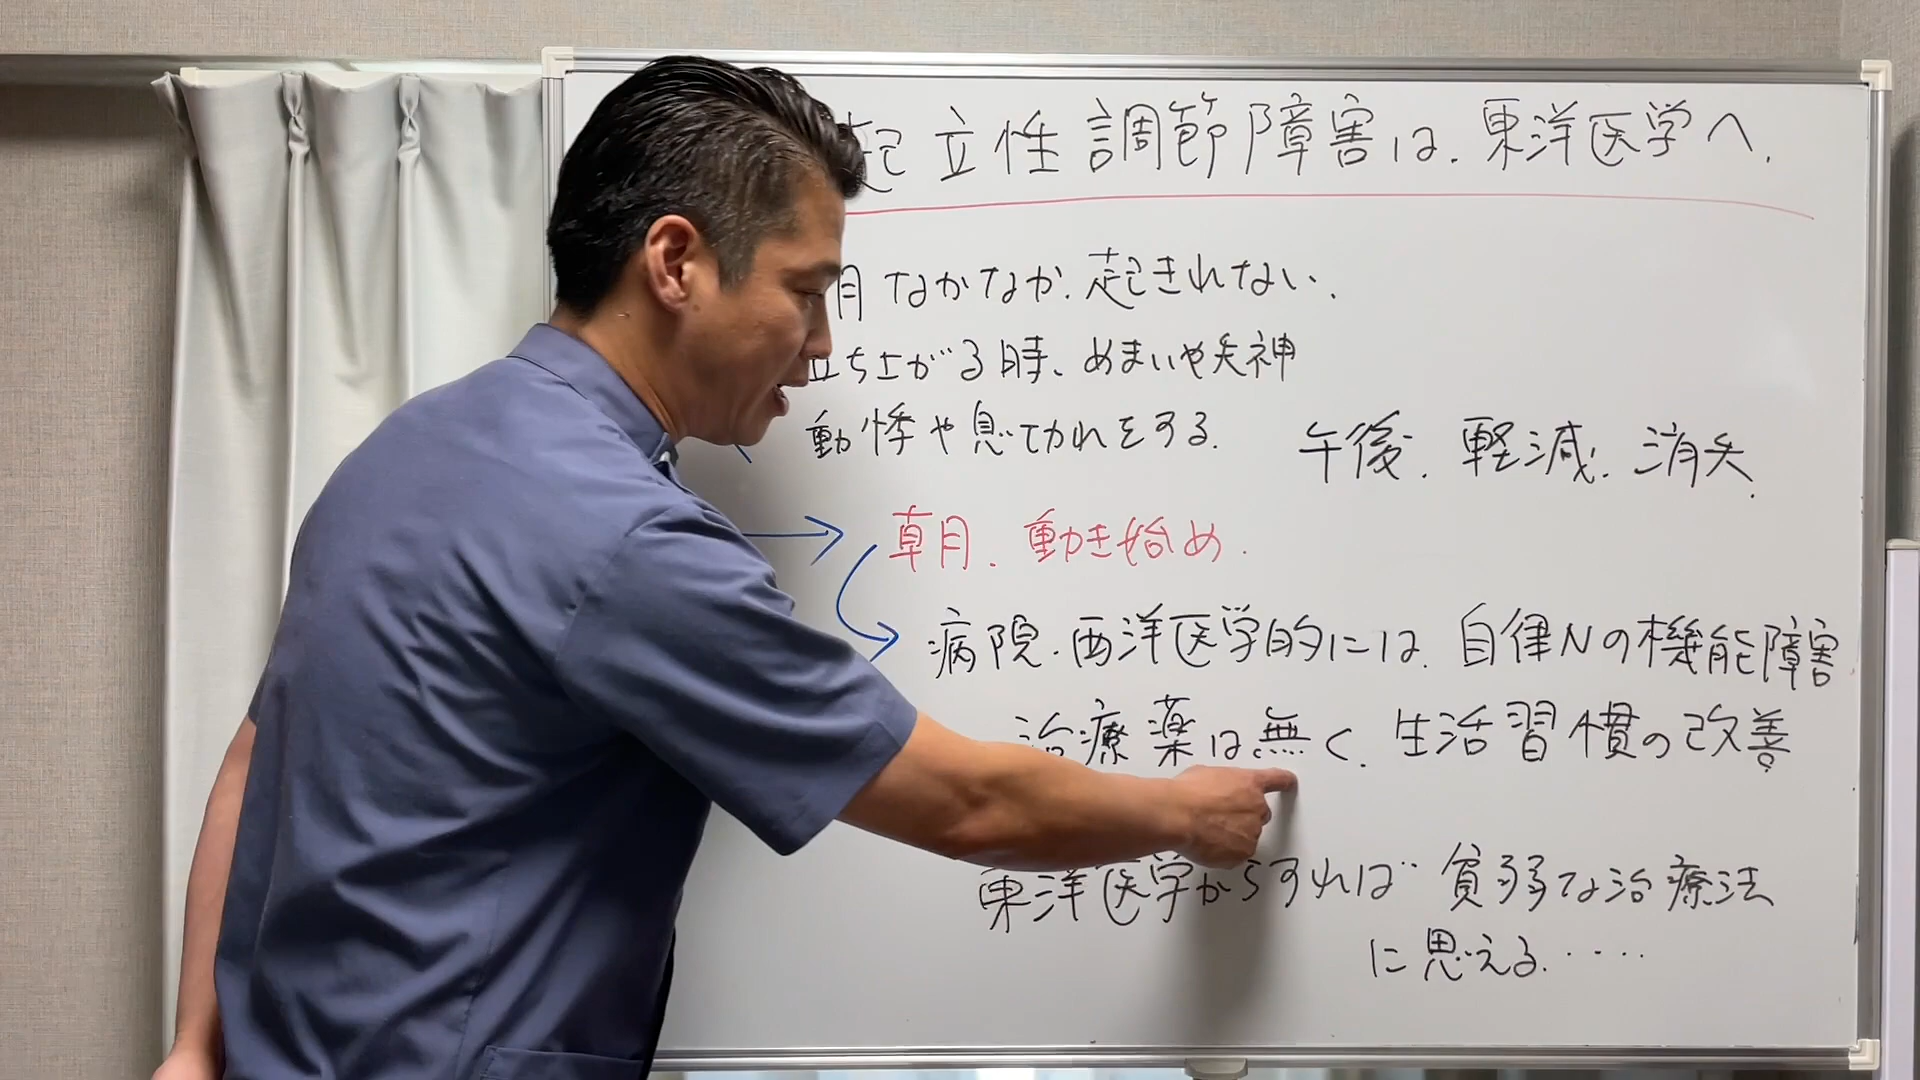 起立性調節障害は、東洋医学へ、
なかなか、起きれない、
立ち上がる時、めまいや失神
動悸や息切れをする、
午後、軽減、消失、
朝、動き始め、
病院、西洋医学的には、自律Nの機能障害
治療薬は無く、生活習慣の改善
東洋医学からすれば貧弱な治療法
に思える、‥‥